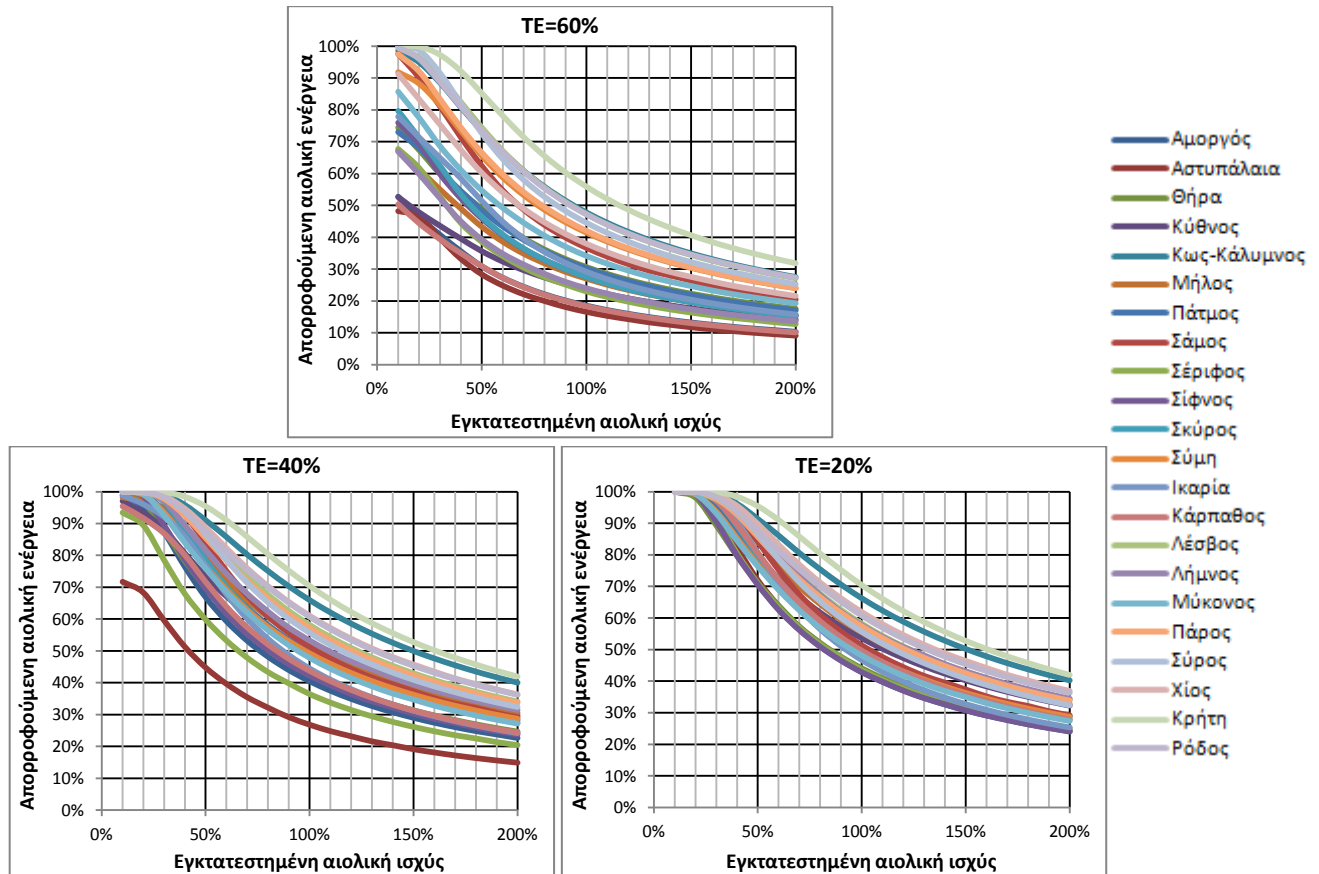 TE=60%
Απορροφούμενη αιολική ενέργεια
100%
90%
80%
70%
60%
50%
40%
30%
20%
10%
0%
0% 50% 100% 150% 200%
Εγκτατεστημένη αιολική ισχύς
Αμοργός
Αστυπάλαια
Θήρα
Κύθνος
Κως-Κάλυμνος
Μήλος
Πάτμος
Σάμος
Σέριφος
Σίφνος
Σκύρος
Σύμη
Ικαρία
Κάρπαθος
Λέσβος
Λήμνος
Μύκονος
Πάρος
Σύρος
Χίος
Κρήτη
Ρόδος
TE=40%
Απορροφούμενη αιολική ενέργεια
100%
90%
80%
70%
60%
50%
40%
30%
20%
10%
0%
0% 50% 100% 150% 200%
Εγκτατεστημένη αιολική ισχύς
TE=20%
Απορροφούμενη αιολική ενέργεια
100%
90%
80%
70%
60%
50%
40%
30%
20%
10%
0%
0% 50% 100% 150% 200%
Εγκτατεστημένη αιολική ισχύς